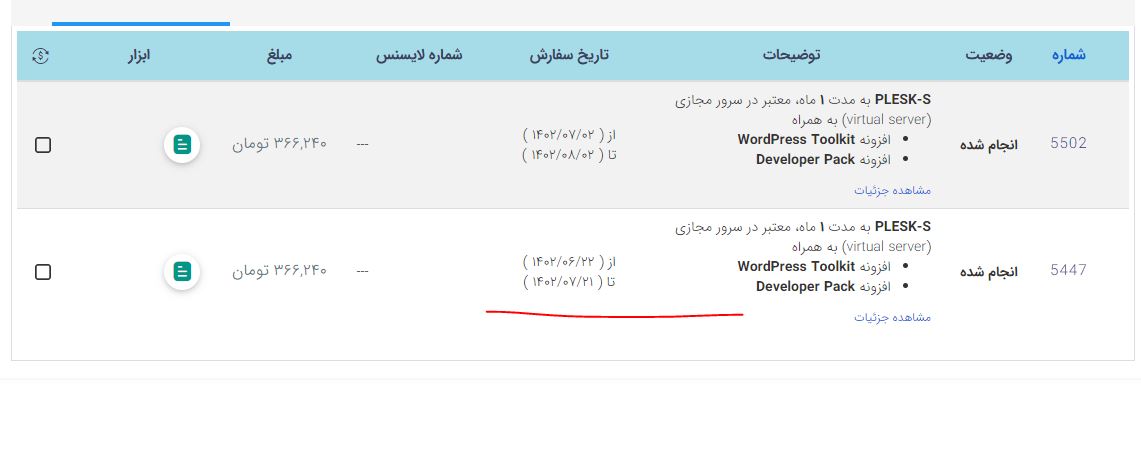 شماره	وضعیت	توضیحات	تاریخ سفارش	شماره لایسنس	مبلغ	ابزار
5502
انجام شده
PLESK-S به مدت ۱ ماه، معتبر در سرور مجازی
(virtual server) به همراه
افزونه WordPress Toolkit
افزونه Developer Pack
مشاهده جزئیات
از ( ۱۴۰۲/۰۷/۰۲ )
تا ( ۱۴۰۲/۰۸/۰۲ )
---
۳۶۶,۲۴۰ تومان
5447
انجام شده
PLESK-S به مدت ۱ ماه، معتبر در سرور مجازی
(virtual server) به همراه
افزونه WordPress Toolkit
افزونه Developer Pack
مشاهده جزئیات
از ( ۱۴۰۲/۰۶/۲۲ )
تا ( ۱۴۰۲/۰۷/۲۱ )
---
۳۶۶,۲۴۰ تومان